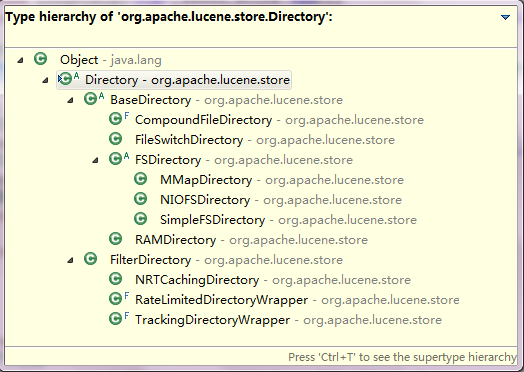 Type hierarchy of 'org.apache.lucene.store.Directory':
Object - java.lang
A Directory - org.apache.lucene.store
A BaseDirectory - org.apache.lucene.store
F CompoundFileDirectory - org.apache.lucene.store
FileSwitchDirectory - org.apache.lucene.store
A FSDirectory - org.apache.lucene.store
MMapDirectory - org.apache.lucene.store
NIOFSDirectory - org.apache.lucene.store
SimpleFSDirectory - org.apache.lucene.store
RAMDirectory - org.apache.lucene.store
FilterDirectory - org.apache.lucene.store
NRTCachingDirectory - org.apache.lucene.store
F RateLimitedDirectoryWrapper - org.apache.lucene.store
F TrackingDirectoryWrapper - org.apache.lucene.store
Press 'Ctrl+T' to see the supertype hierarchy